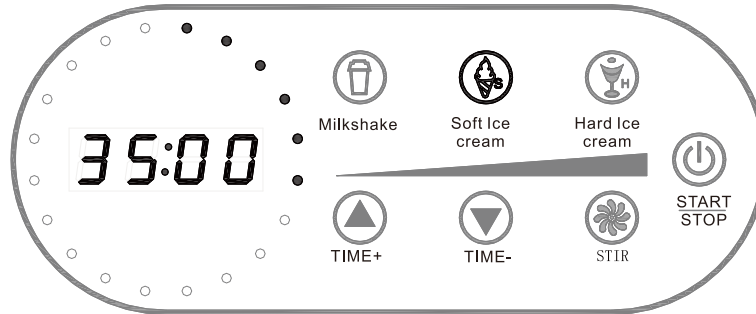 35:00
S
H
Milkshake
Soft Ice
cream
Hard Ice
cream
START
STOP
TIME+
TIME-
STIR